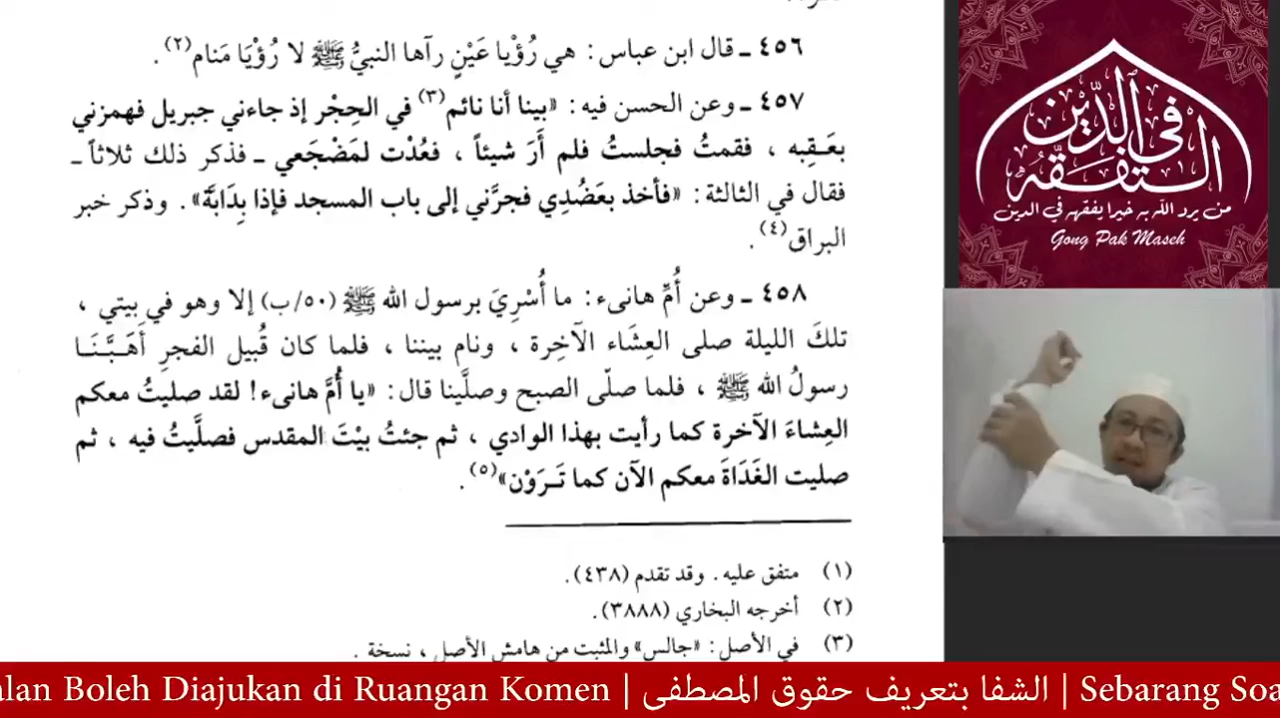 ٤٥٦ ـ قال ابن عباس : هي رُؤْيا عَيْنٍ رآها النبيُّ ﷺ لا رُؤْيَا مَنام(٢) .
٤٥٧ ـ وعن الحسن فيه : «بينا أنا نائم(٣) في الحِجْر إذ جاءني جبريل فهمزني
بعَـقِبه ، فقمتُ فجلستُ فلم أَرَ شيئاً ، فعُدْت لمَضْجَعي ـ فذكر ذلك ثلاثاً ـ
فقال في الثالثة : «فأخذ بعَضُدِي فجرَّني إلى باب المسجد فإذا بِدَابَّة» . وذكر خبر
البراق(٤) .
٤٥٨ ـ وعن أُمِّ هانىء : ما أُسْرِيَ برسول الله ﷺ (٥٠/ب) إلا وهو في بيتي ،
تلكَ الليلة صلى العِشَاء الآخِرة ، ونام بيننا ، فلما كان قُبيل الفجرِ أَهَـبَّـنَـا
رسولُ الله ﷺ ، فلما صلّى الصبح وصلَّينا قال : «يا أُمَّ هانىء! لقد صليتُ معكم
العِشاءَ الآخرة كما رأيت بهذا الوادي ، ثم جئتُ بيْتَ المقدس فصلَّيتُ فيه ، ثم
صليت الغَدَاةَ معكم الآن كما تَـرَوْن»(٥) .
(١) متفق عليه . وقد تقدم (٤٣٨).
(٢) أخرجه البخاري (٣٨٨٨).
(٣) في الأصل : «جالس» والمثبت من هامش الأصل ، نسخة .
التفقه في الدين
من يرد الله به خيرا يفقهه في الدين
Gong Pak Maseh
alan Boleh Diajukan di Ruangan Komen | الشفا بتعريف حقوق المصطفى | Sebarang Soa